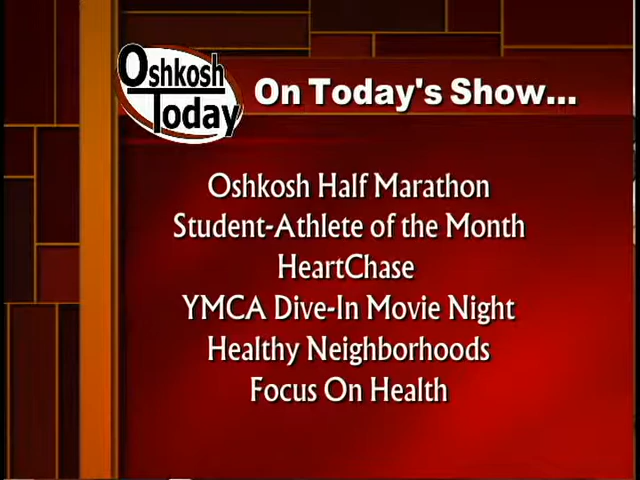 Oshkosh
Today
On Today's Show...
Oshkosh Half Marathon
Student-Athlete of the Month
HeartChase
YMCA Dive-In Movie Night
Healthy Neighborhoods
Focus On Health